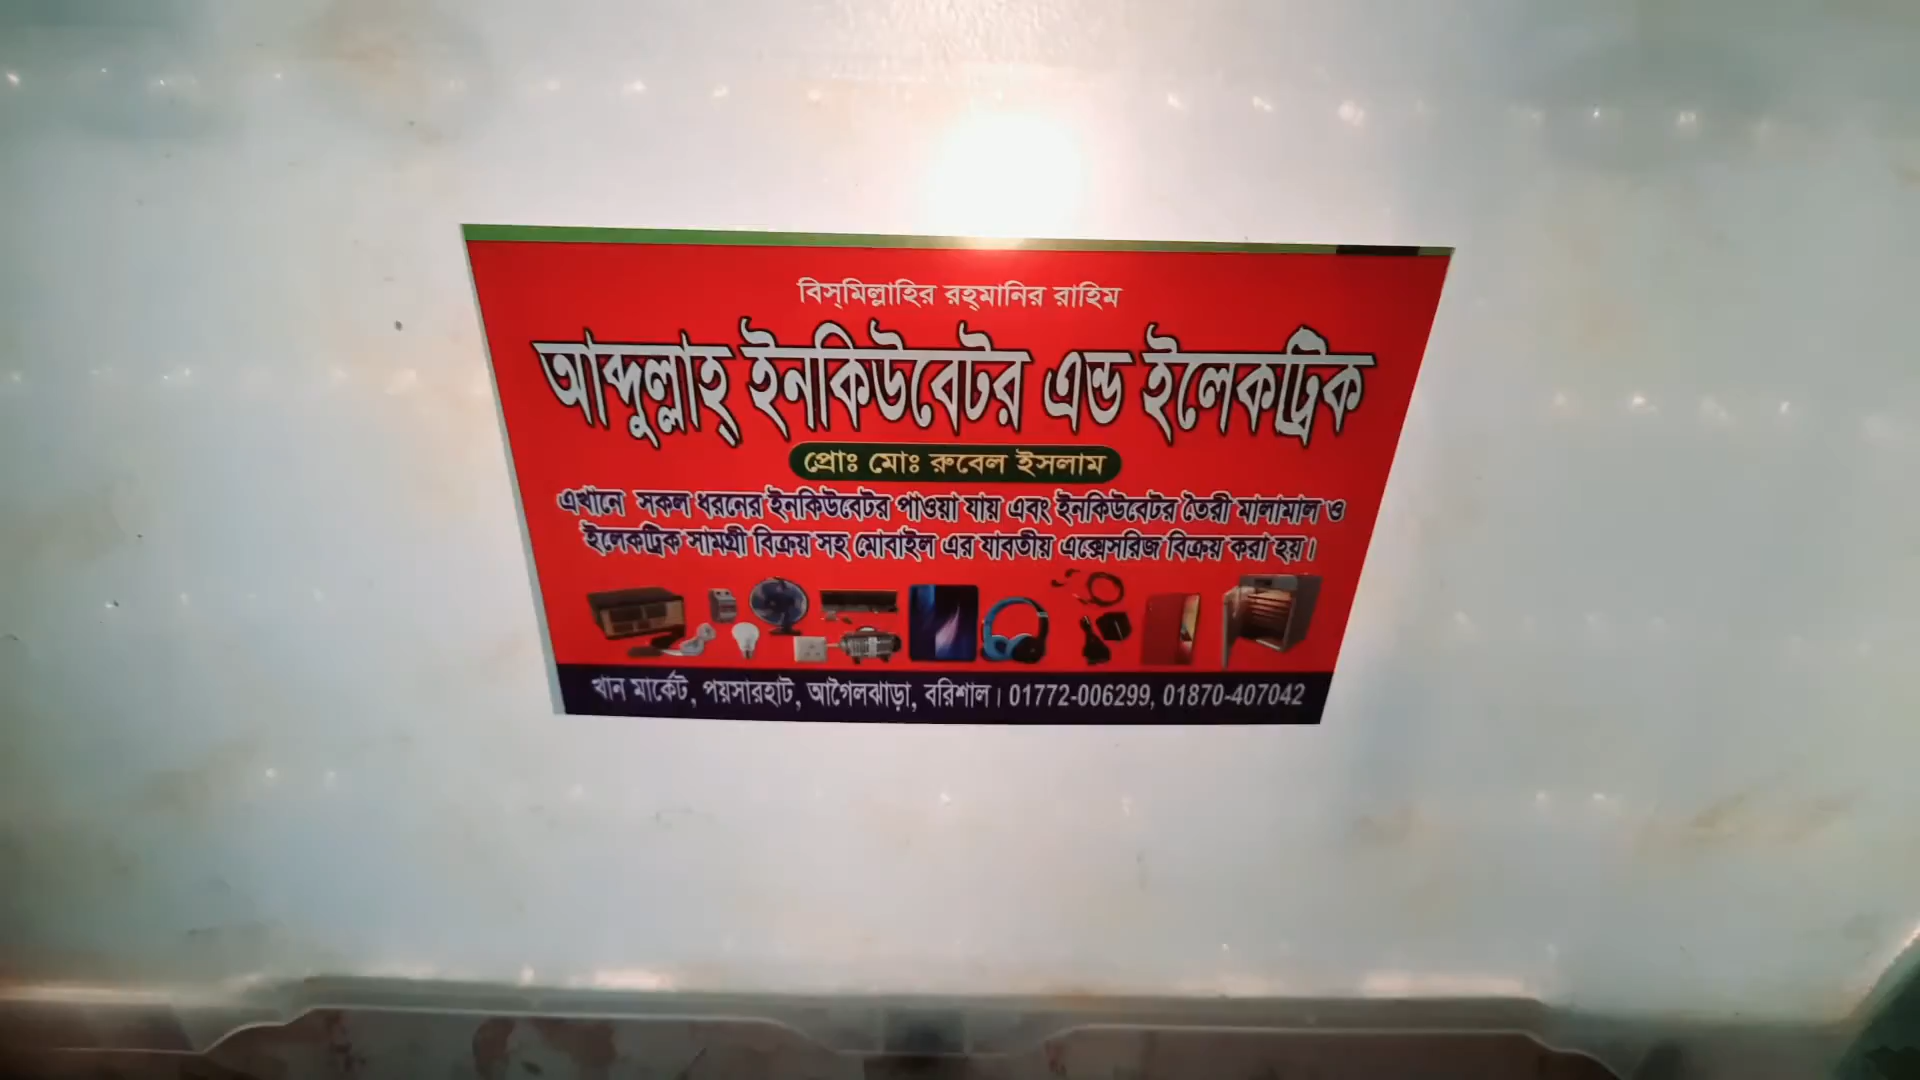 বিস্‌মিল্লাহির রহ্‌মানির রাহিম
আব্দুল্লাহ্ ইনকিউবেটর এন্ড ইলেকট্রিক
প্রোঃ মোঃ রুবেল ইসলাম
এখানে সকল ধরনের ইনকিউবেটর পাওয়া যায় এবং ইনকিউবেটর তৈরী মালামাল ও
ইলেকট্রিক সামগ্রী বিক্রয় সহ মোবাইল এর যাবতীয় এক্সেসরিজ বিক্রয় করা হয়।
খান মার্কেট, পয়সারহাট, আগৈলঝাড়া, বরিশাল। 01772-006299, 01870-407042